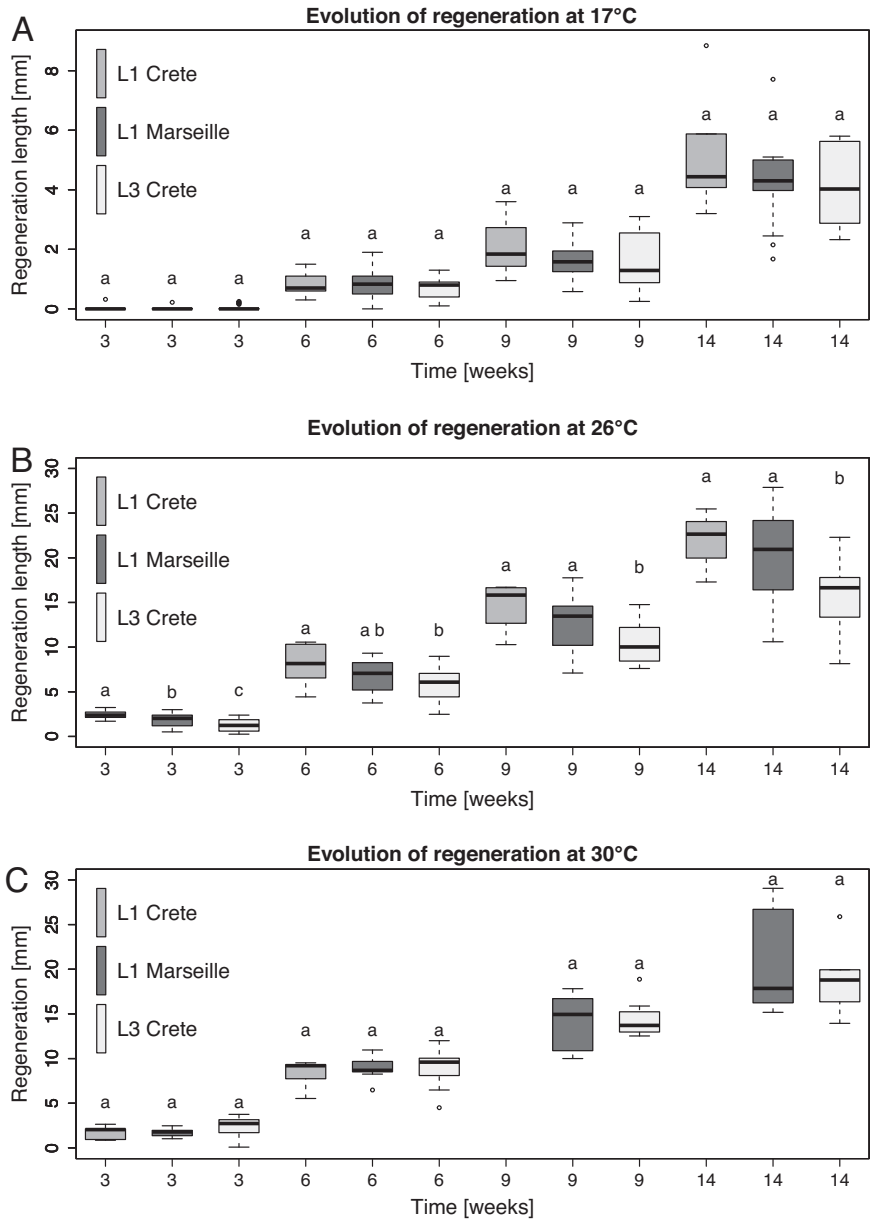 A
Evolution of regeneration at 17°C
Regeneration length [mm]
8
6
4
2
0
L1 Crete
L1 Marseille
L3 Crete
a a a a a a a a a a a a
3 3 3 6 6 6 9 9 9 14 14 14
Time [weeks]
B
Evolution of regeneration at 26°C
Regeneration length [mm]
30
25
20
15
10
5
0
L1 Crete
L1 Marseille
L3 Crete
a b c a a b b a a b a a b
3 3 3 6 6 6 9 9 9 14 14 14
Time [weeks]
C
Evolution of regeneration at 30°C
Regeneration [mm]
30
25
20
15
10
5
0
L1 Crete
L1 Marseille
L3 Crete
a a a a a a a a a a
3 3 3 6 6 6 9 9 9 14 14 14
Time [weeks]